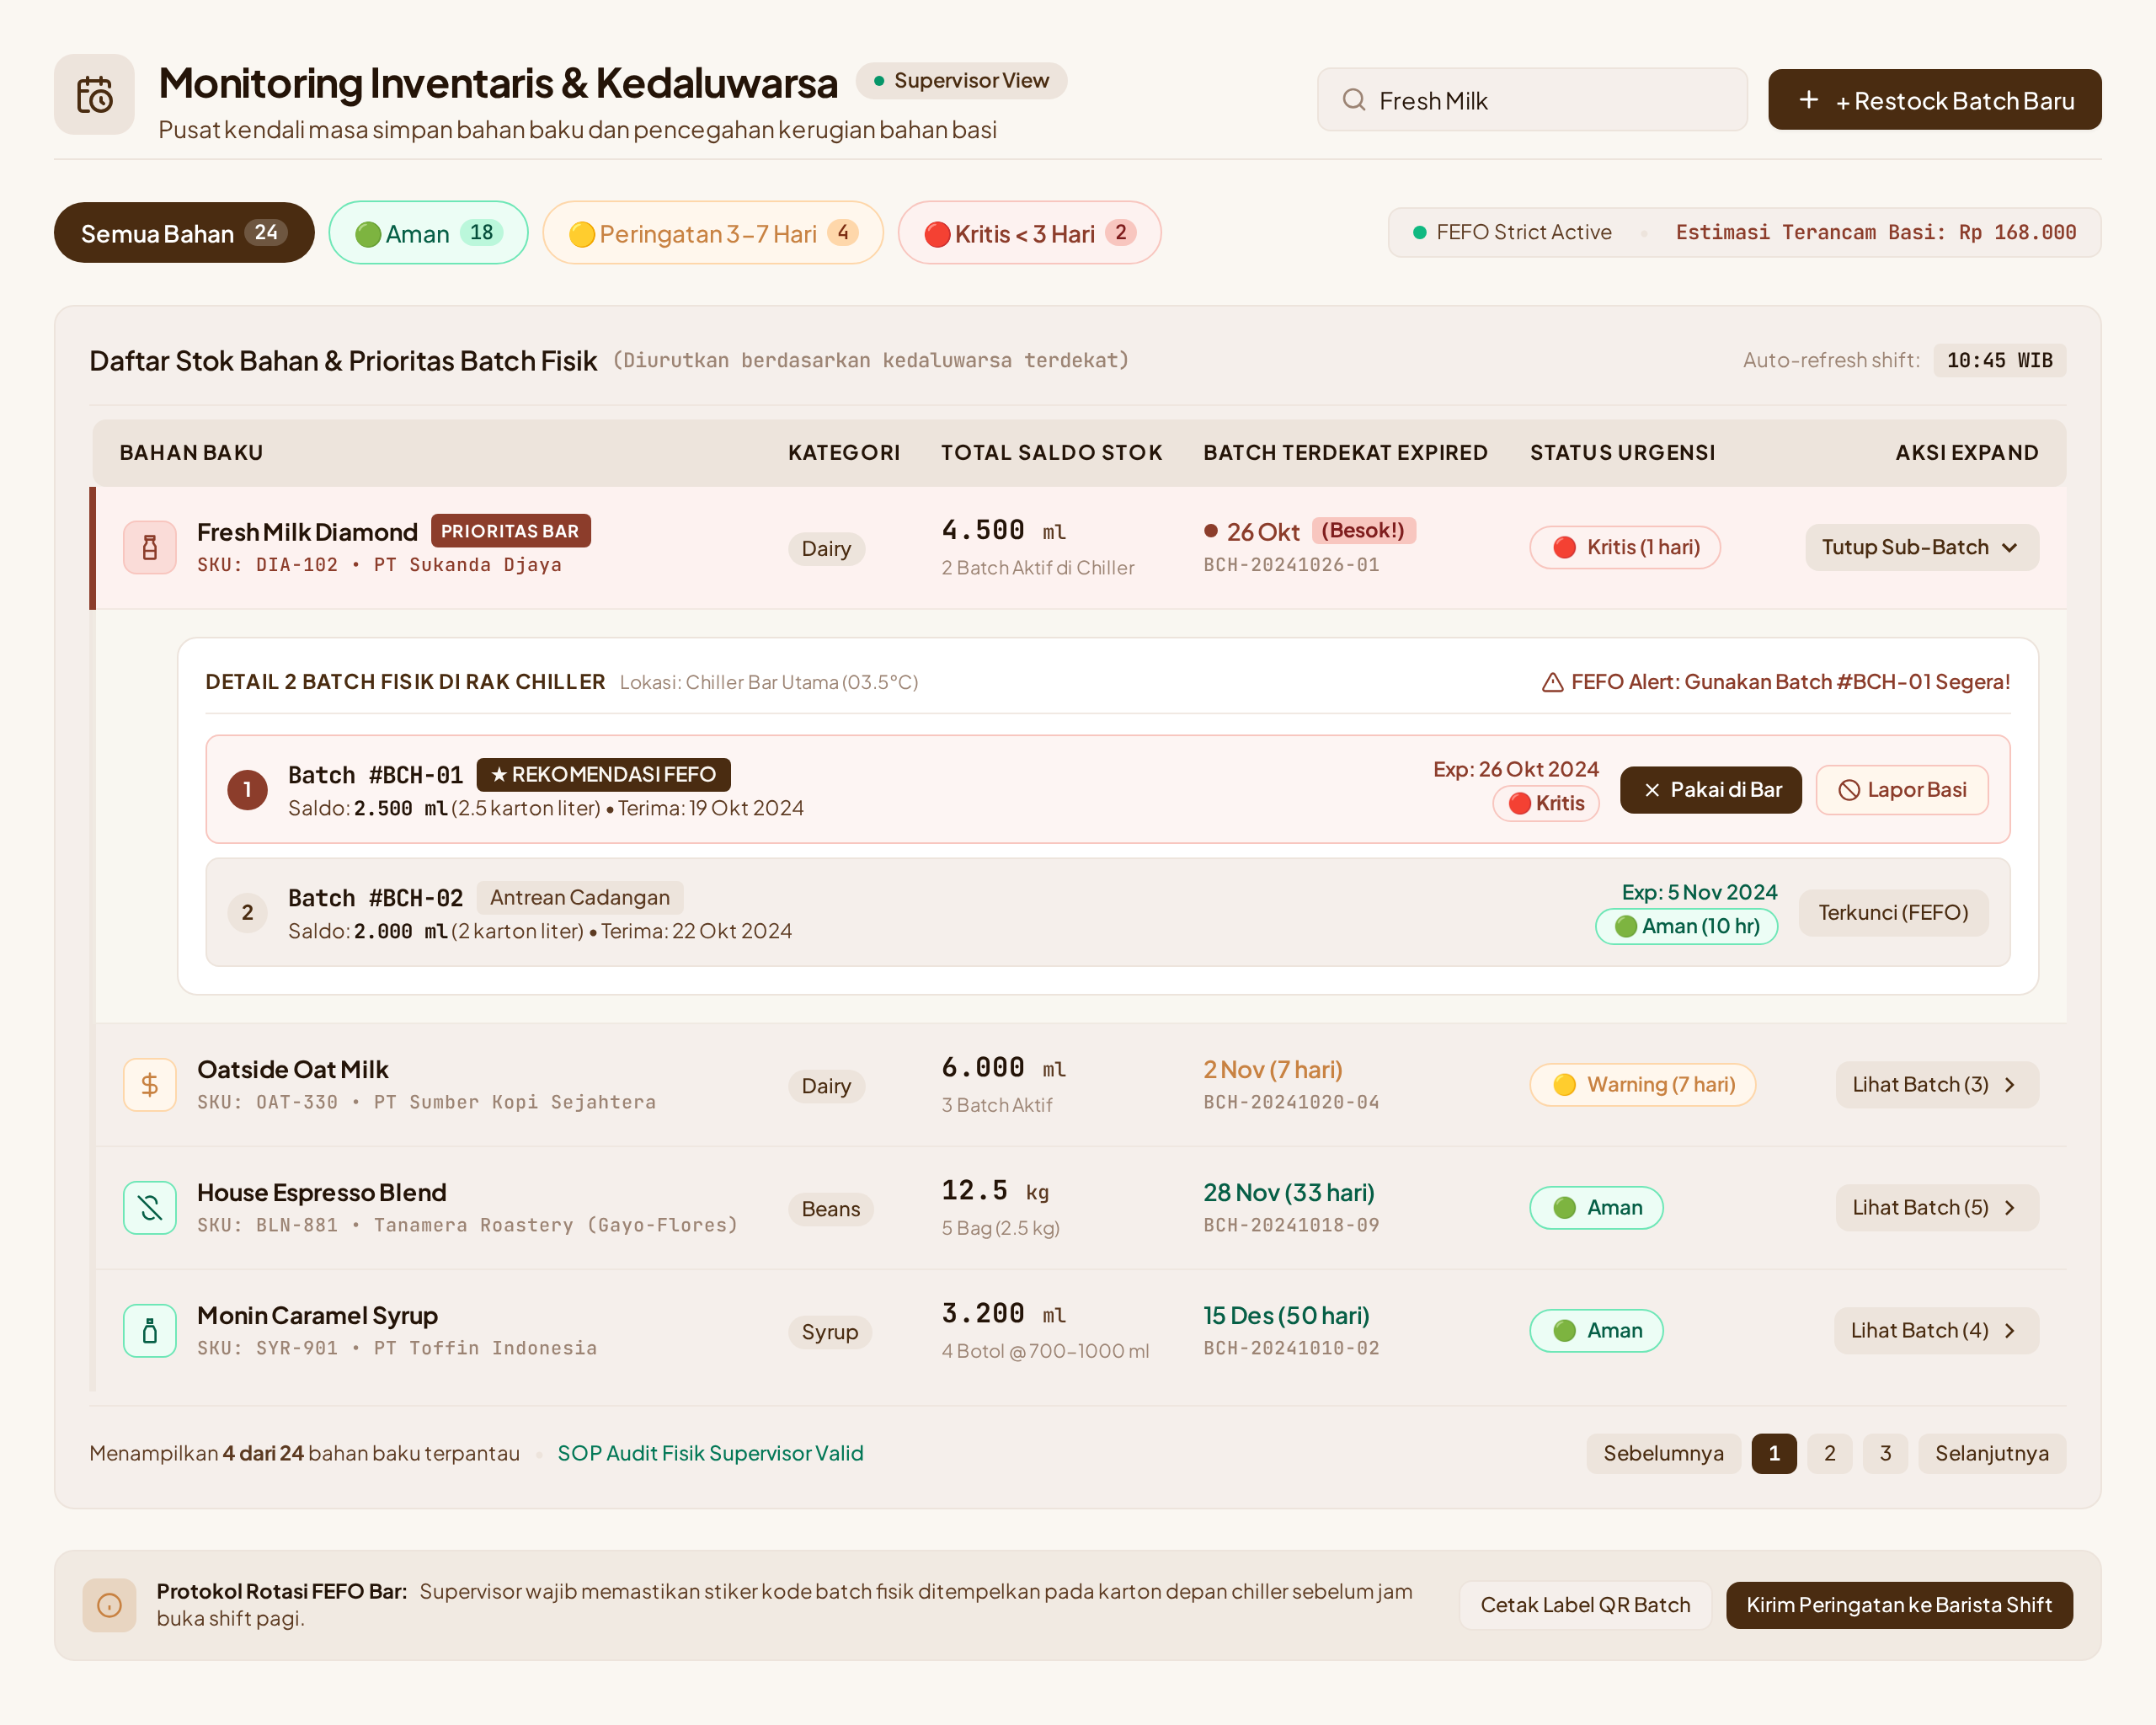 Monitoring Inventaris & Kedaluwarsa
Supervisor View
Pusat kendali masa simpan bahan baku dan pencegahan kerugian bahan basi
Fresh Milk
+ Restock Batch Baru
Semua Bahan 24
Aman 18
Peringatan 3–7 Hari 4
Kritis < 3 Hari 2
FEFO Strict Active • Estimasi Terancam Basi: Rp 168.000
Daftar Stok Bahan & Prioritas Batch Fisik (Diurutkan berdasarkan kedaluwarsa terdekat)
Auto-refresh shift: 10:45 WIB
BAHAN BAKU KATEGORI TOTAL SALDO STOK BATCH TERDEKAT EXPIRED STATUS URGENSI AKSI EXPAND
Fresh Milk Diamond PRIORITAS BAR
SKU: DIA-102 • PT Sukanda Djaya
Dairy
4.500 ml
2 Batch Aktif di Chiller
26 Okt (Besok!)
BCH-20241026-01
Kritis (1 hari)
Tutup Sub-Batch
DETAIL 2 BATCH FISIK DI RAK CHILLER Lokasi: Chiller Bar Utama (03.5°C)
FEFO Alert: Gunakan Batch #BCH-01 Segera!
1
Batch #BCH-01 ★ REKOMENDASI FEFO
Saldo: 2.500 ml (2.5 karton liter) • Terima: 19 Okt 2024
Exp: 26 Okt 2024
Kritis
Pakai di Bar
Lapor Basi
2
Batch #BCH-02 Antrean Cadangan
Saldo: 2.000 ml (2 karton liter) • Terima: 22 Okt 2024
Exp: 5 Nov 2024
Aman (10 hr)
Terkunci (FEFO)
Oatside Oat Milk
SKU: OAT-330 • PT Sumber Kopi Sejahtera
Dairy
6.000 ml
3 Batch Aktif
2 Nov (7 hari)
BCH-20241020-04
Warning (7 hari)
Lihat Batch (3)
House Espresso Blend
SKU: BLN-881 • Tanamera Roastery (Gayo-Flores)
Beans
12.5 kg
5 Bag (2.5 kg)
28 Nov (33 hari)
BCH-20241018-09
Aman
Lihat Batch (5)
Monin Caramel Syrup
SKU: SYR-901 • PT Toffin Indonesia
Syrup
3.200 ml
4 Botol @ 700–1000 ml
15 Des (50 hari)
BCH-20241010-02
Aman
Lihat Batch (4)
Menampilkan 4 dari 24 bahan baku terpantau • SOP Audit Fisik Supervisor Valid
Sebelumnya 1 2 3 Selanjutnya
Protokol Rotasi FEFO Bar: Supervisor wajib memastikan stiker kode batch fisik ditempelkan pada karton depan chiller sebelum jam
buka shift pagi.
Cetak Label QR Batch
Kirim Peringatan ke Barista Shift